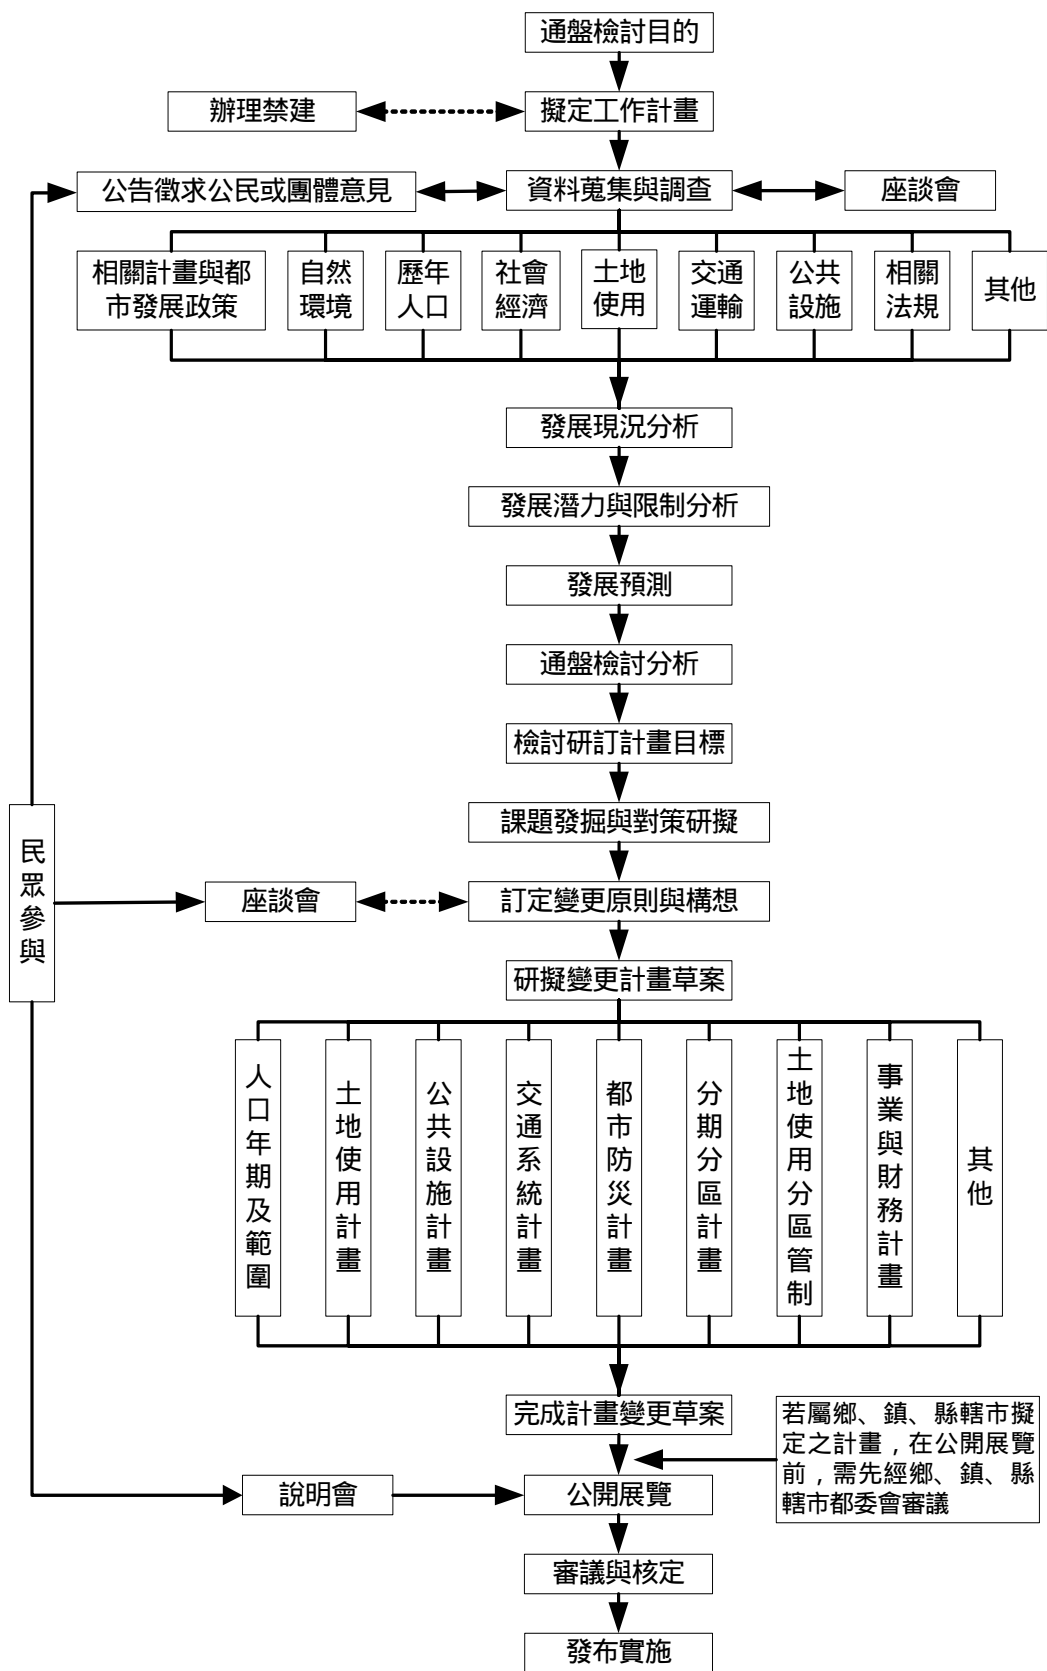 通盤檢討目的
辦理禁建
擬定工作計畫
公告徵求公民或團體意見
資料蒐集與調查
座談會
相關計畫與都
市發展政策
自然
環境
歷年
人口
社會
經濟
土地
使用
交通
運輸
公共
設施
相關
法規
其他
發展現況分析
發展潛力與限制分析
發展預測
通盤檢討分析
檢討研訂計畫目標
課題發掘與對策研擬
民眾參與
座談會
訂定變更原則與構想
研擬變更計畫草案
人口年期及範圍
土地使用計畫
公共設施計畫
交通系統計畫
都市防災計畫
分期分區計畫
土地使用分區管制
事業與財務計畫
其他
完成計畫變更草案
若屬鄉、鎮、縣轄市擬
定之計畫，在公開展覽
前，需先經鄉、鎮、縣
轄市都委會審議
說明會
公開展覽
審議與核定
發布實施